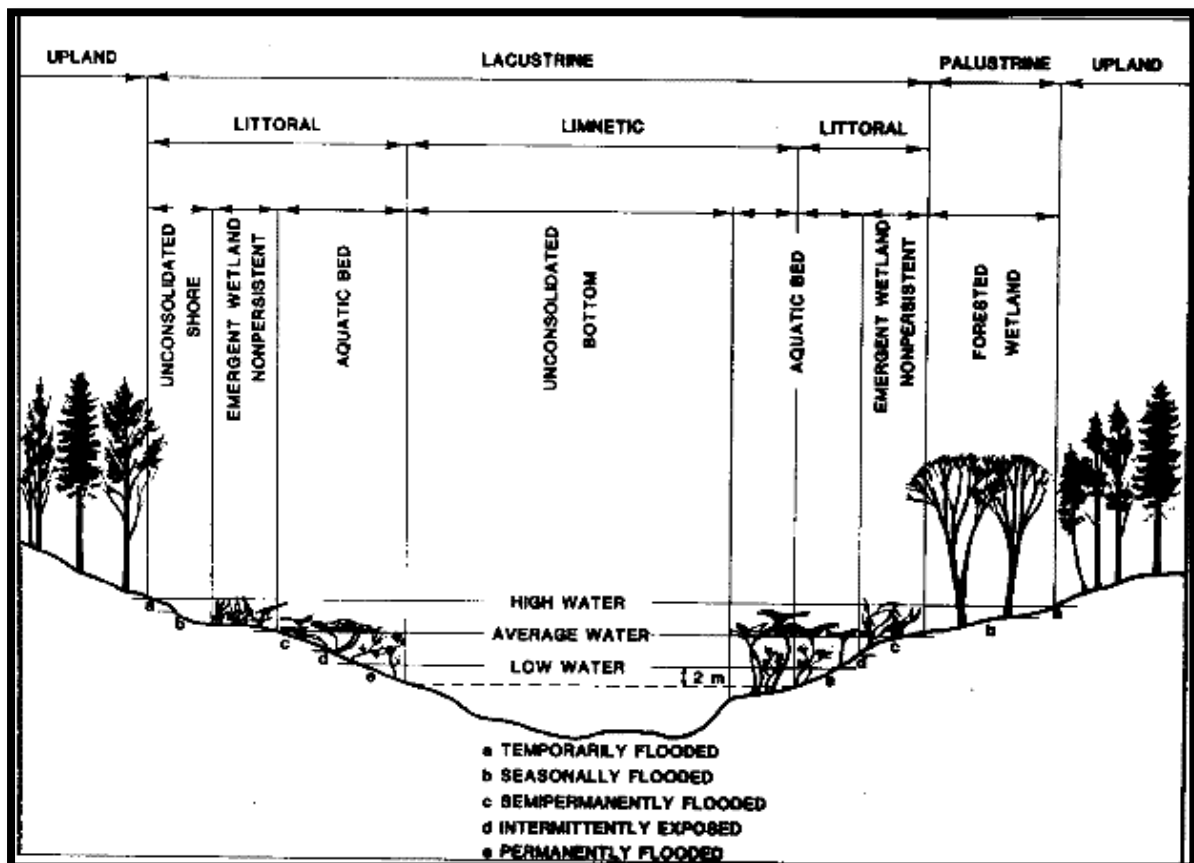 UPLAND
LACUSTRINE
PALUSTRINE
UPLAND
LITTORAL
LIMNETIC
LITTORAL
UNCONSOLIDATED
SHORE
EMERGENT WETLAND
NONPERSISTENT
AQUATIC BED
UNCONSOLIDATED
BOTTOM
AQUATIC BED
EMERGENT WETLAND
NONPERSISTENT
FORESTED
WETLAND
HIGH WATER
AVERAGE WATER
LOW WATER
2 m
a
b
c
d
e
e
d
c
b
a
a TEMPORARILY FLOODED
b SEASONALLY FLOODED
c SEMIPERMANENTLY FLOODED
d INTERMITTENTLY EXPOSED
e PERMANENTLY FLOODED